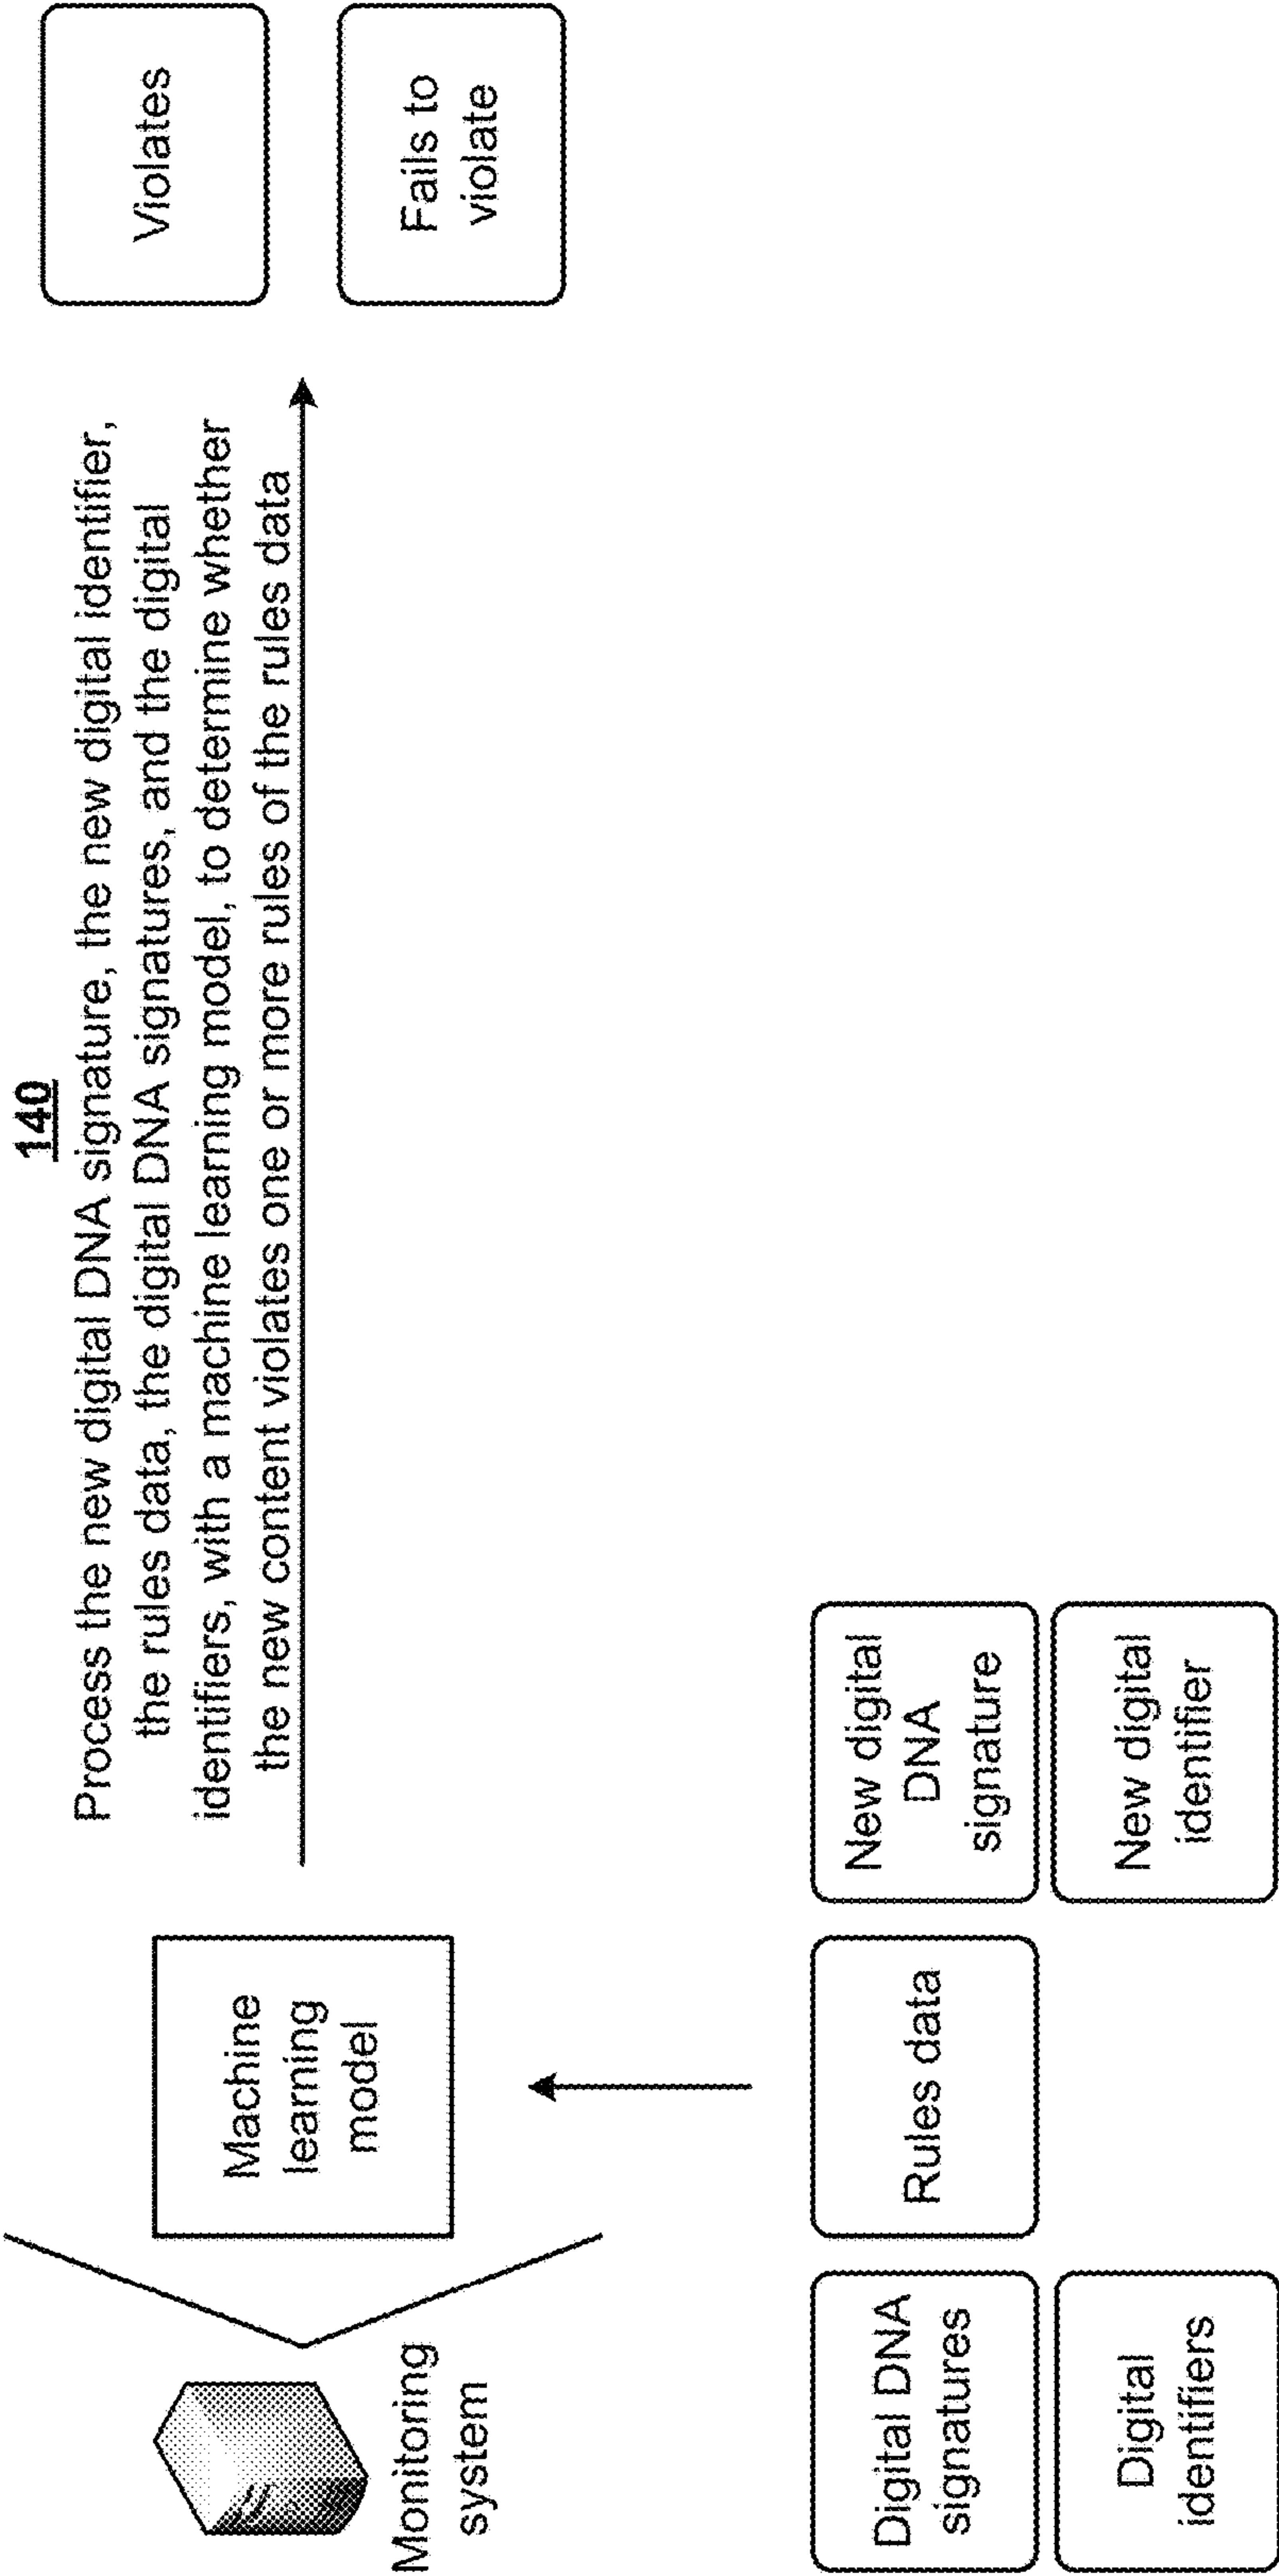 140
Process the new digital DNA signature, the new digital identifier,
the rules data, the digital DNA signatures, and the digital
identifiers, with a machine learning model, to determine whether
the new content violates one or more rules of the rules data
Violates
Fails to
violate
Machine
learning
model
Monitoring
system
Digital DNA
signatures
Rules data
New digital
DNA
signature
Digital
identifiers
New digital
identifier